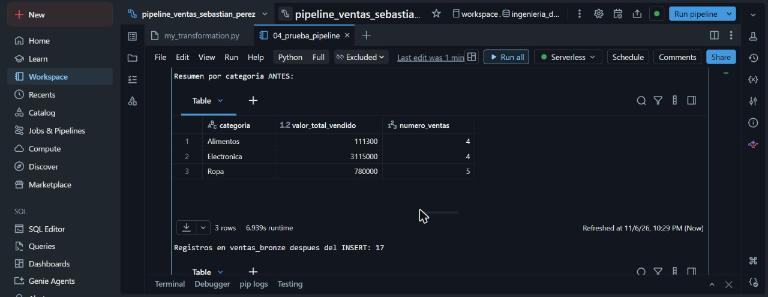 New
pipeline_ventas_sebastian_perez
pipeline_ventas_sebastia...
workspace.
ingenieria_d...
Run pipeline
Home
Learn
Workspace
Recents
Catalog
Jobs & Pipelines
Compute
Discover
Marketplace
SQL
SQL Editor
Queries
Dashboards
Genie Agents
my_transformation.py
04_prueba_pipeline
File Edit View Run Help Python Full Excluded Last edit was 1 min Run all Serverless Schedule Comments Share
Resumen por categoria ANTES:
Table
categoria 1.2 valor_total_vendido numero_ventas
1 Alimentos 111300 4
2 Electronica 3115000 4
3 Ropa 780000 5
3 rows 6.939s runtime Refreshed at 11/6/26, 10:29 PM (Now)
Registros en ventas_bronze despues del INSERT: 17
Table
Terminal Debugger pip logs Testing